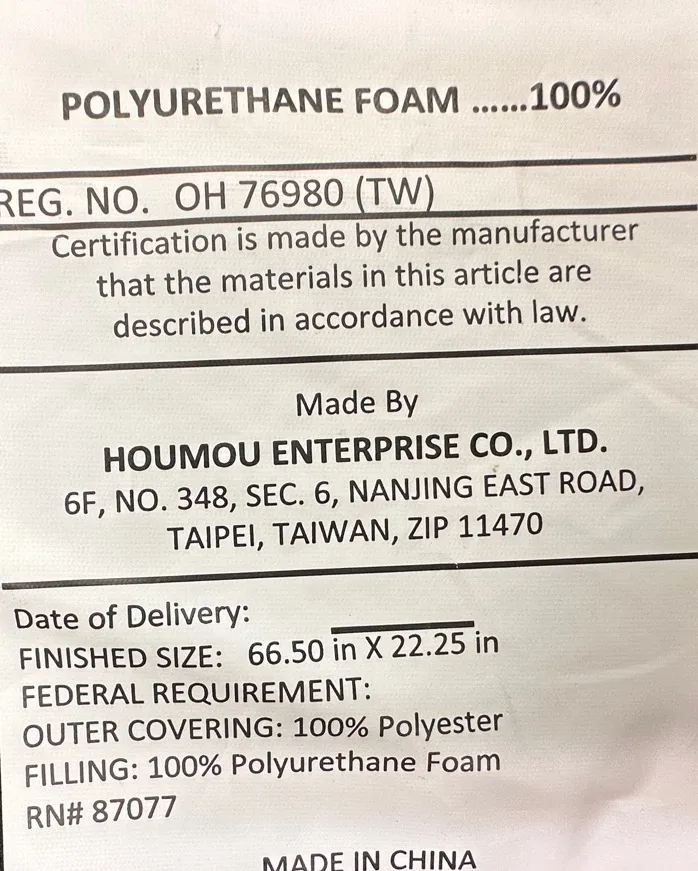 POLYURETHANE FOAM ......100%
REG. NO. OH 76980 (TW)
Certification is made by the manufacturer
that the materials in this article are
described in accordance with law.
Made By
HOUMOU ENTERPRISE CO., LTD.
6F, NO. 348, SEC. 6, NANJING EAST ROAD,
TAIPEI, TAIWAN, ZIP 11470
Date of Delivery:
FINISHED SIZE: 66.50 in X 22.25 in
FEDERAL REQUIREMENT:
OUTER COVERING: 100% Polyester
FILLING: 100% Polyurethane Foam
RN# 87077
MADE IN CHINA